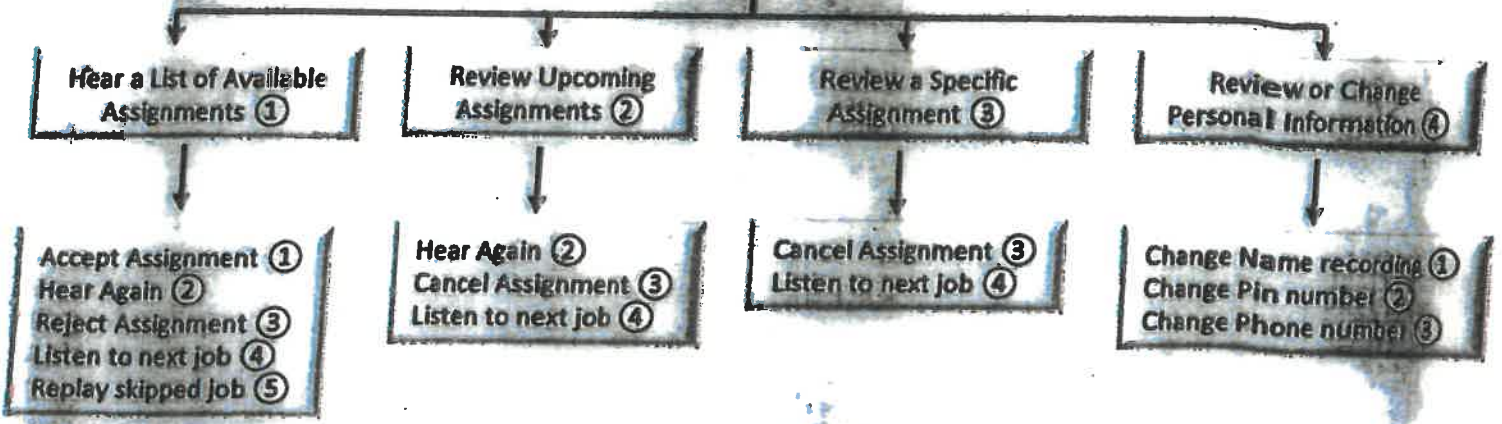 Hear a List of Available
Assignments ①
Review Upcoming
Assignments ②
Review a Specific
Assignment ③
Review or Change
Personal Information ④
Accept Assignment ①
Hear Again ②
Reject Assignment ③
Listen to next job ④
Replay skipped job ⑤
Hear Again ②
Cancel Assignment ③
Listen to next job ④
Cancel Assignment ③
Listen to next job ④
Change Name recording ①
Change Pin number ②
Change Phone number ③